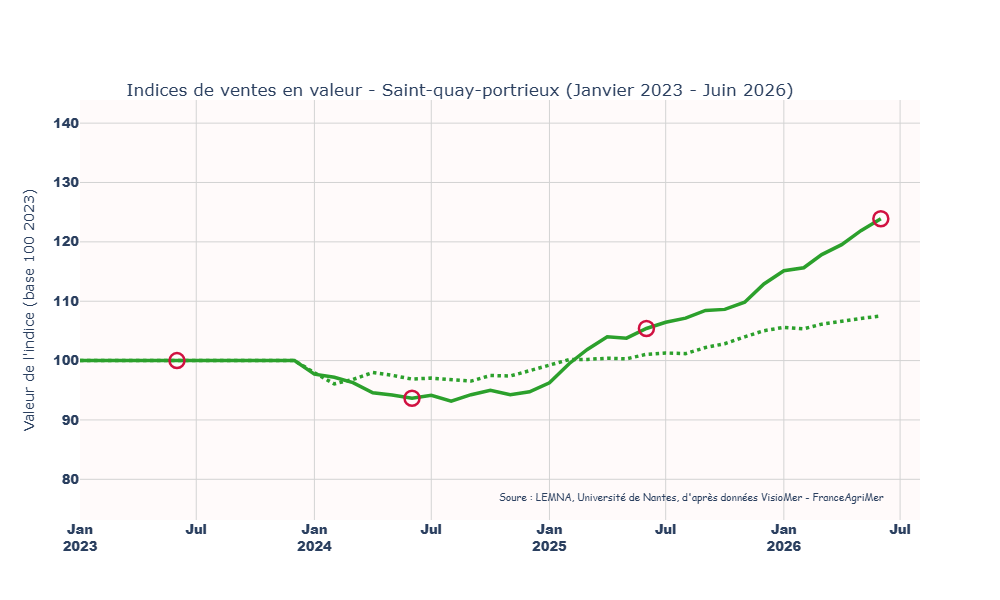 Indices de ventes en valeur - Saint-quay-portrieux (Janvier 2023 - Juin 2026)
Valeur de l'indice (base 100 2023)
140
130
120
110
100
90
80
Soure : LEMNA, Université de Nantes, d'après données VisioMer - FranceAgriMer
Jan Jul Jan Jul Jan Jul Jan Jul
2023 2024 2025 2026